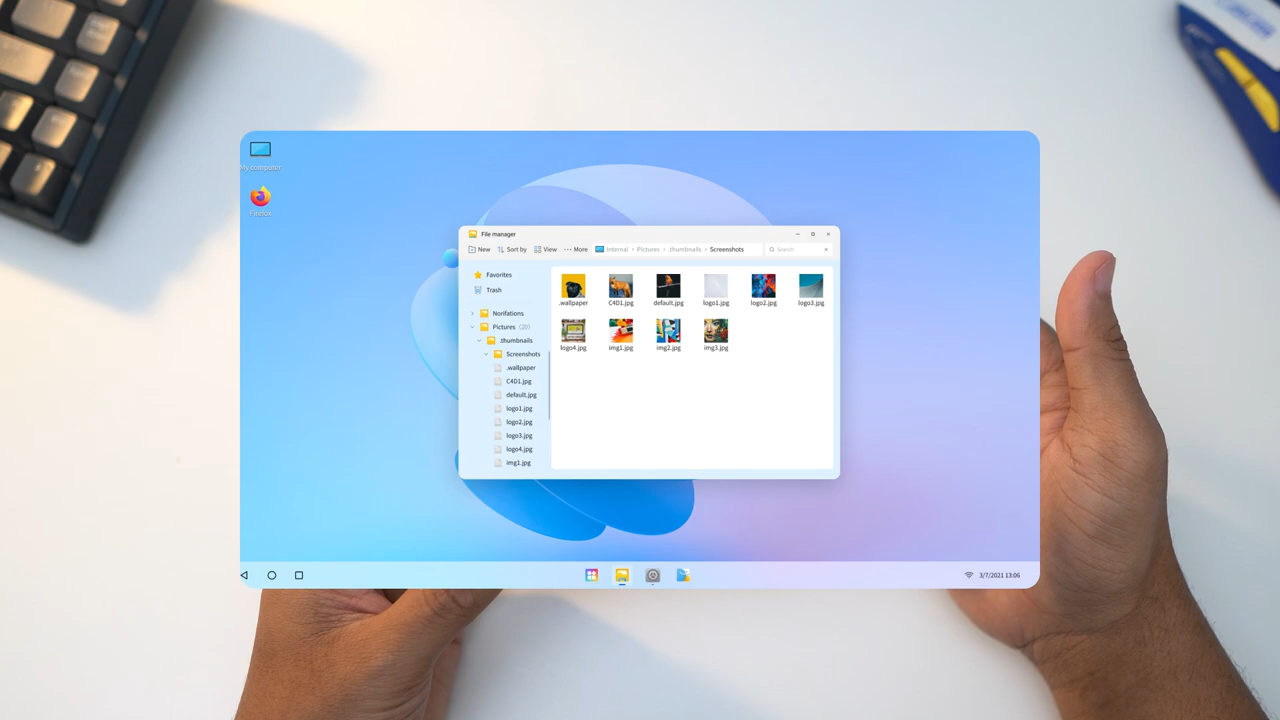 My computer
Firefox
File manager
New Sort by View More Internal Pictures .thumbnails Screenshots Search
Favorites
Trash
Norifations
Pictures (20)
.thumbnails
Screenshots
.wallpaper
C4D1.jpg
default.jpg
logo1.jpg
logo2.jpg
logo3.jpg
logo4.jpg
img1.jpg
.wallpaper C4D1.jpg default.jpg logo1.jpg logo2.jpg logo3.jpg
logo4.jpg img1.jpg img2.jpg img3.jpg
3/7/2021 13:06